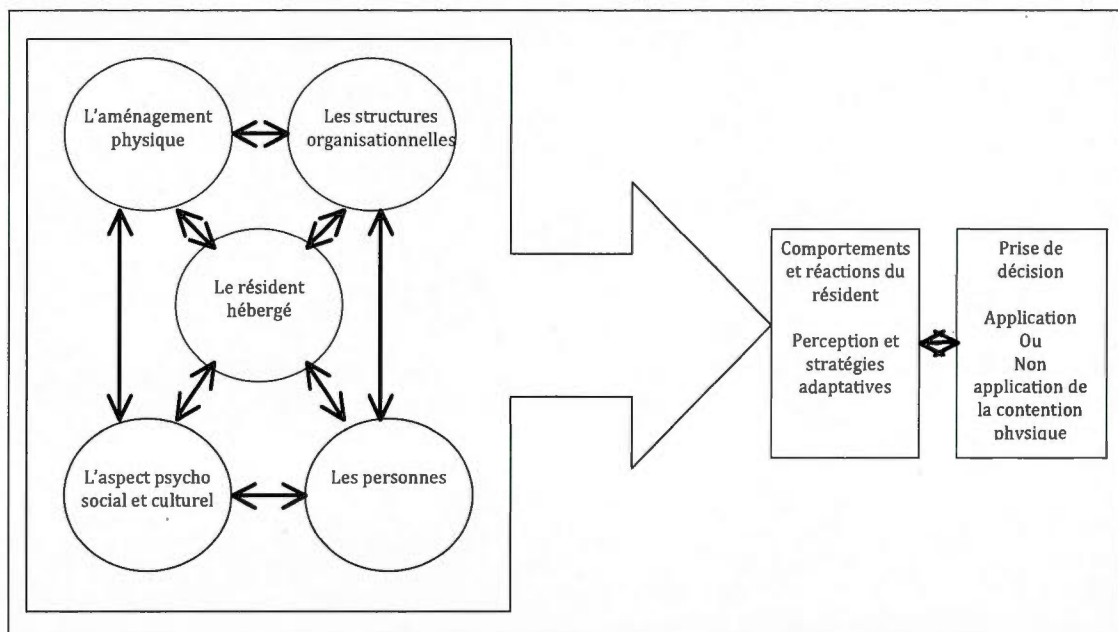 L'aménagement
physique
Les structures
organisationnelles
Le résident
hébergé
L'aspect psycho
social et culturel
Les personnes
Comportements
et réactions du
résident
Perception et
stratégies
adaptatives
Prise de
décision
Application
Ou
Non
application de
la contention
physique